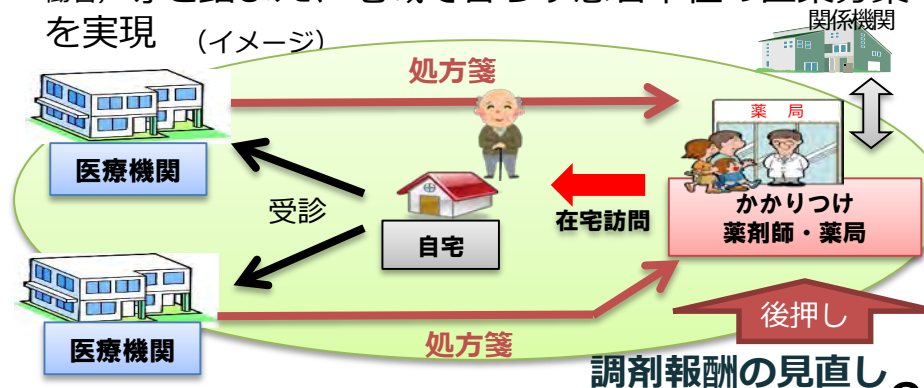 を実現 (イメージ)
関係機関
処方箋
薬 局
医療機関
受診
在宅訪問
かかりつけ
薬剤師・薬局
自宅
後押し
処方箋
医療機関
調剤報酬の見直し